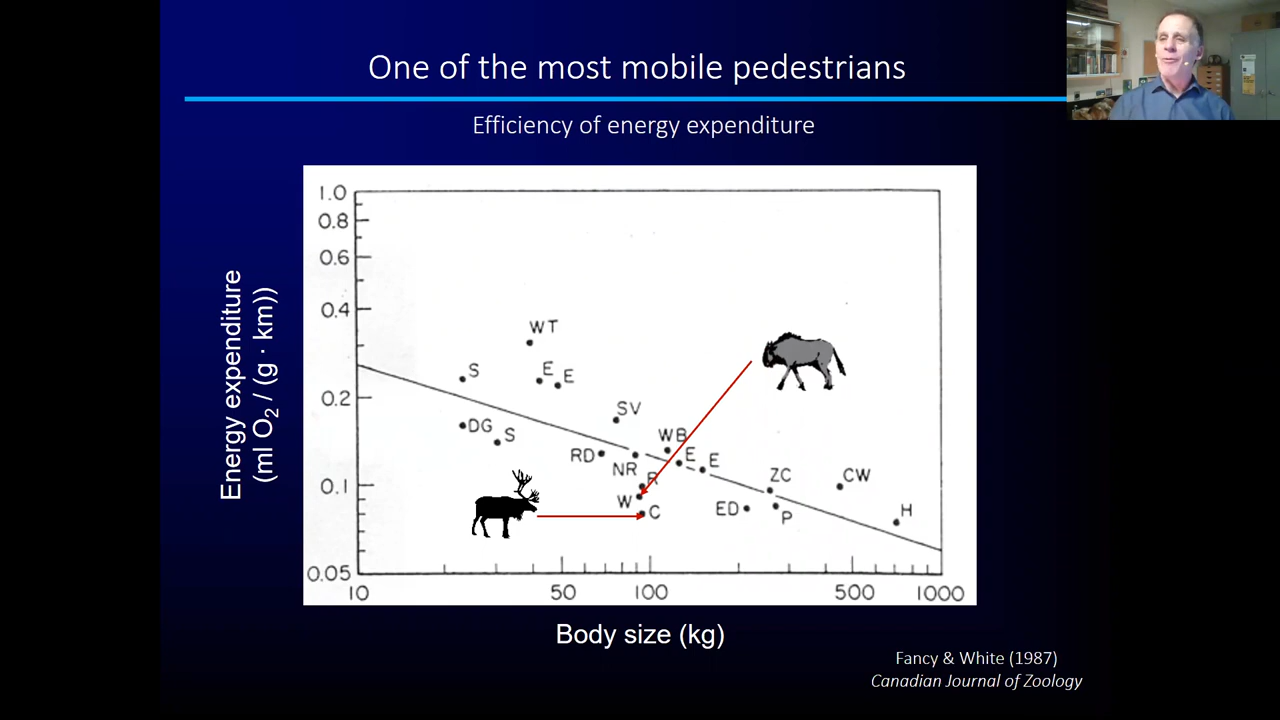 One of the most mobile pedestrians
Efficiency of energy expenditure
Energy expenditure
(ml O₂ / (g · km))
1.0
0.8
0.6
0.4
0.2
0.1
0.05
WT
S
E
E
SV
DG
S
WB
RD
NR
E
E
R
W
C
ZC
CW
ED
P
H
10
50
100
500
1000
Body size (kg)
Fancy & White (1987)
Canadian Journal of Zoology